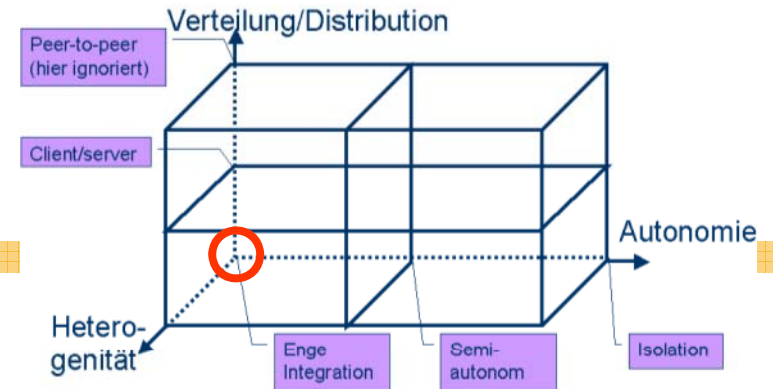 Verteilung/Distribution
Peer-to-peer
(hier ignoriert)
Client/server
Autonomie
Hetero-
genität
Enge
Integration
Semi-
autonom
Isolation